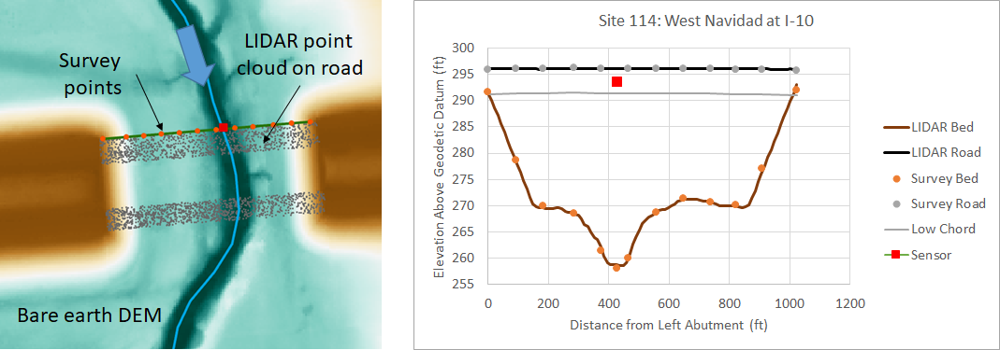 Survey
points
LIDAR point
cloud on road
Bare earth DEM
Site 114: West Navidad at I-10
Elevation Above Geodetic Datum (ft)
300
295
290
285
280
275
270
265
260
255
0
200
400
600
800
1000
1200
Distance from Left Abutment (ft)
LIDAR Bed
LIDAR Road
Survey Bed
Survey Road
Low Chord
Sensor